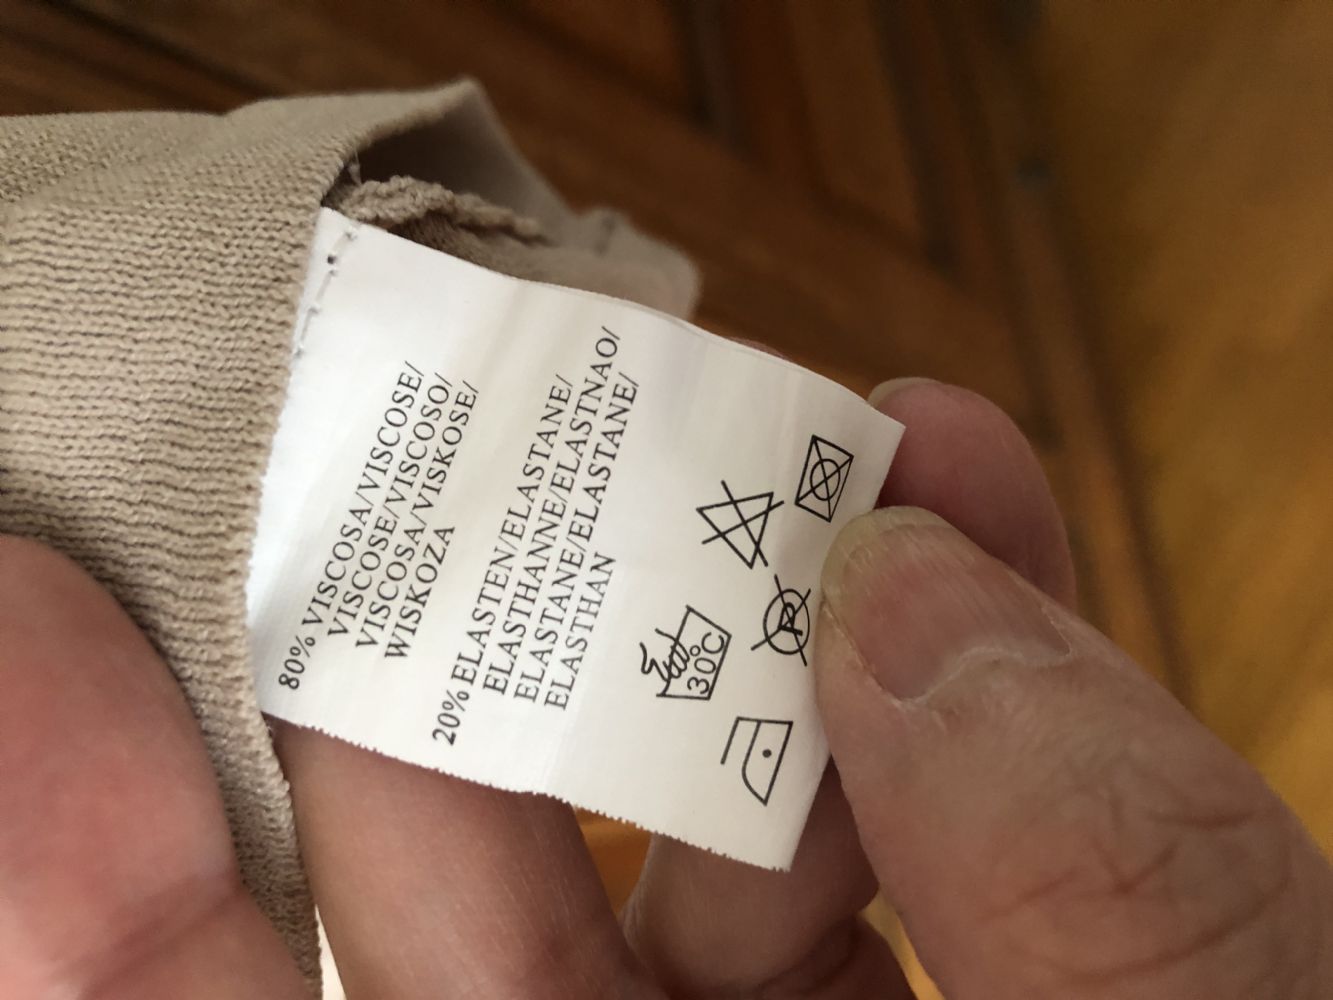 80% VISCOSA/VISCOSE/
VISCOSE/VISCOSO/
VISCOSA/VISKOSE/
WISKOZA
20% ELASTEN/ELASTANE/
ELASTHANNE/ELASTNAO/
ELASTANE/ELASTANE/
ELASTHAN
30°C
P